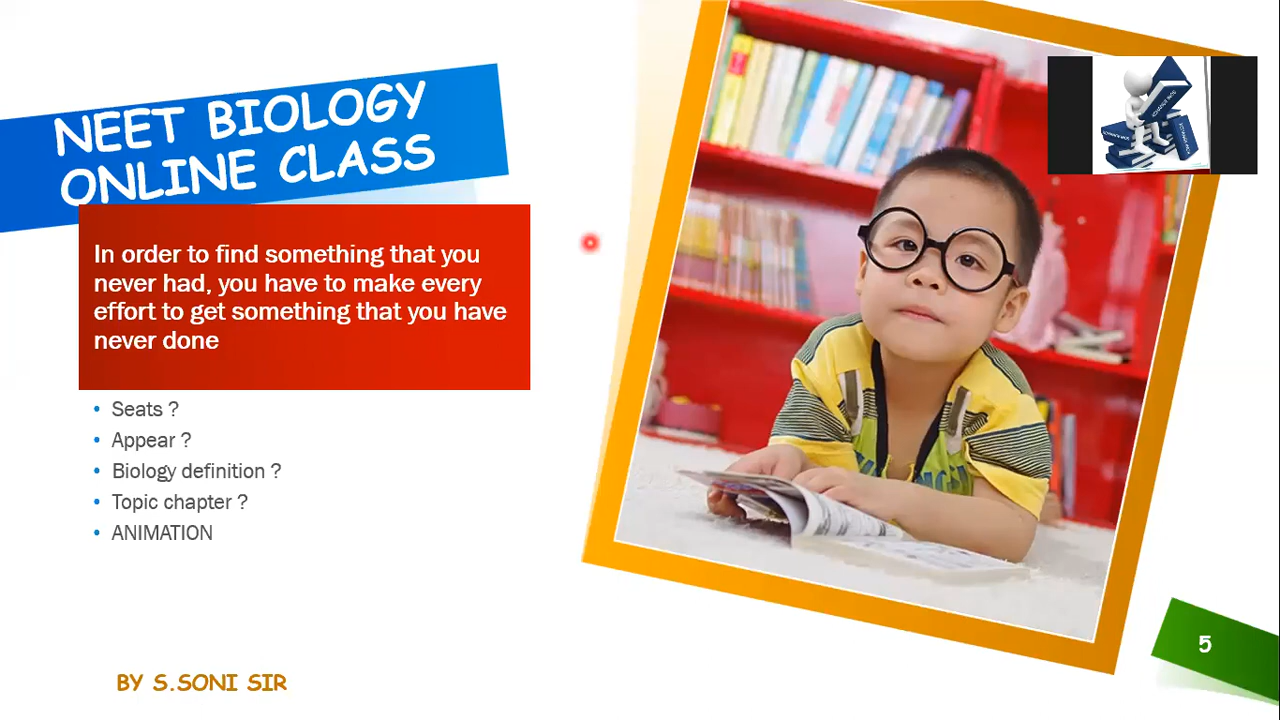 NEET BIOLOGY
ONLINE CLASS
In order to find something that you
never had, you have to make every
effort to get something that you have
never done
• Seats ?
• Appear ?
• Biology definition ?
• Topic chapter ?
• ANIMATION
BY S.SONI SIR
5